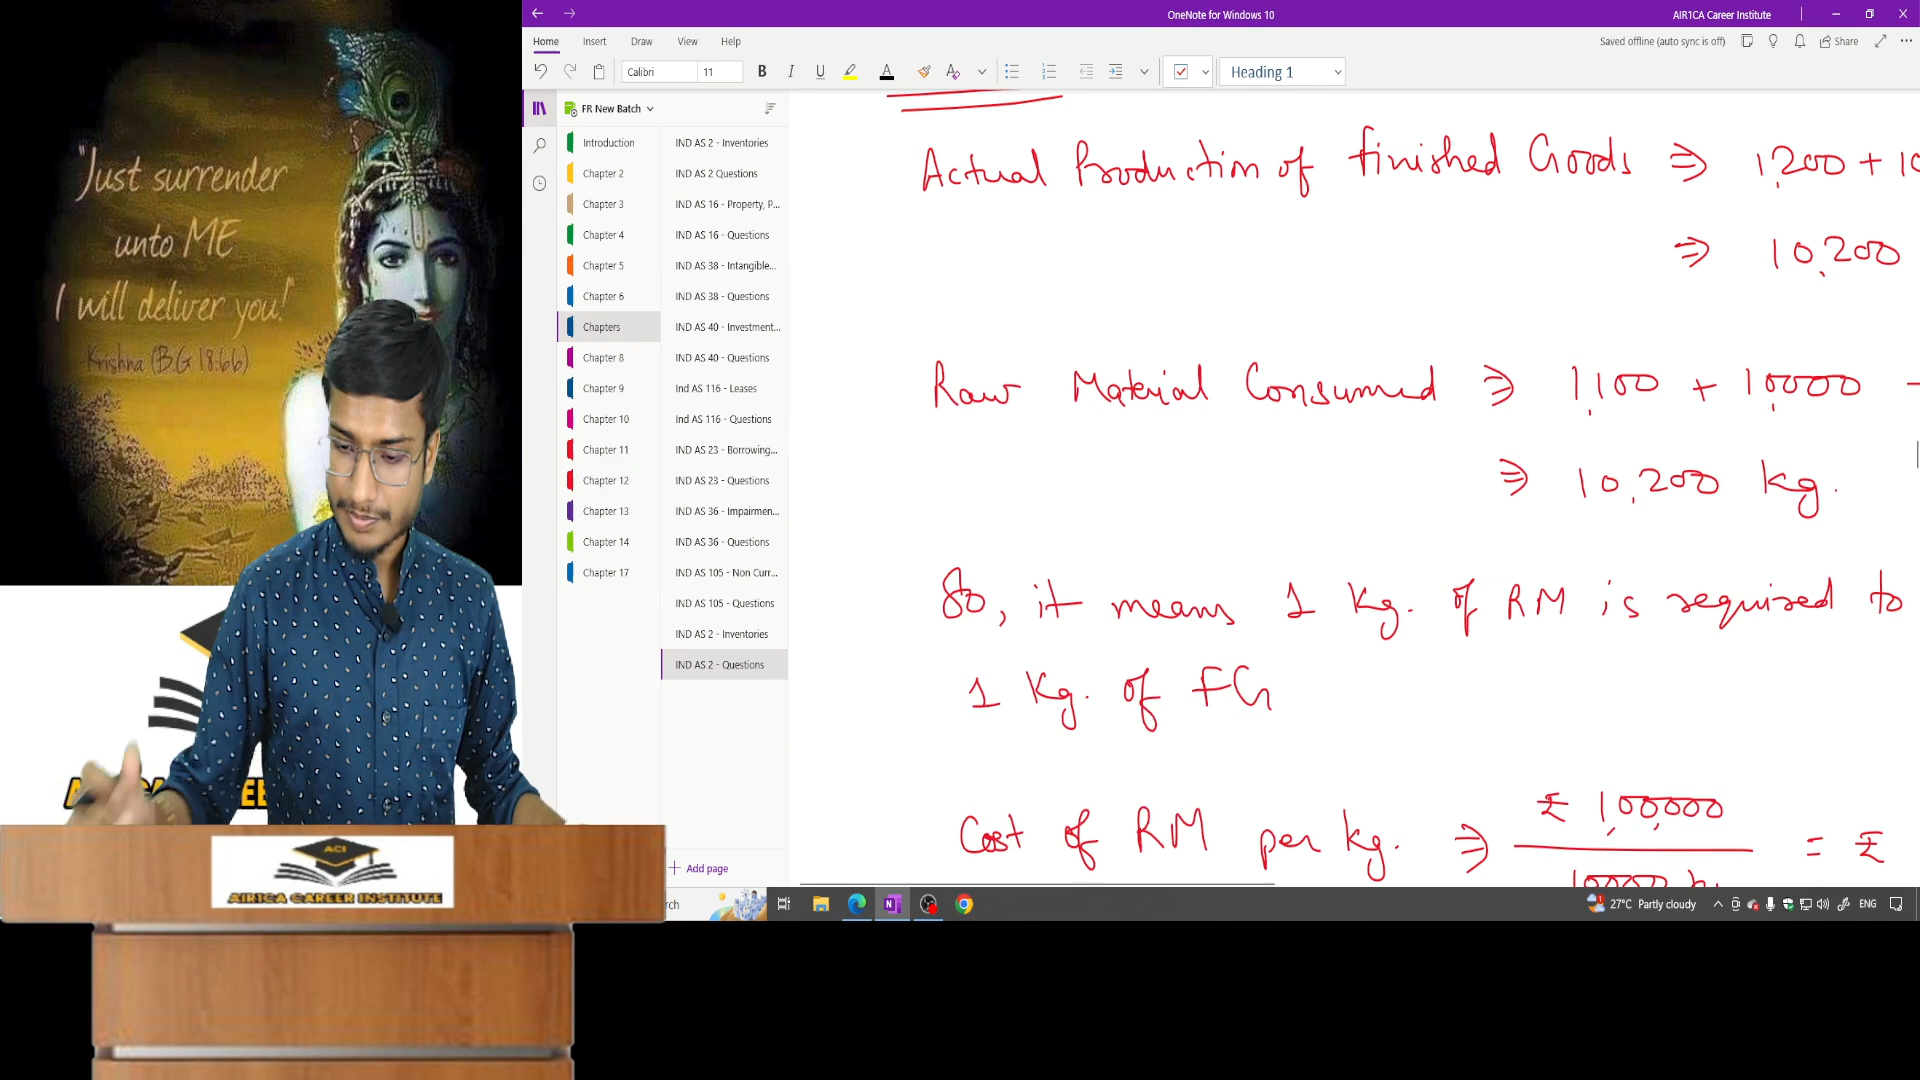 "Just surrender
unto ME
I will deliver you!"
Krishna (B.G 18:66)
ACI
AIR1CA CAREER INSTITUTE
OneNote for Windows 10
AIR1CA Career Institute
Home Insert Draw View Help
Saved offline (auto sync is off)
Share
Calibri 11 B I U A Heading 1
FR New Batch
Introduction
Chapter 2
Chapter 3
Chapter 4
Chapter 5
Chapter 6
Chapters
Chapter 8
Chapter 9
Chapter 10
Chapter 11
Chapter 12
Chapter 13
Chapter 14
Chapter 17
IND AS 2 - Inventories
IND AS 2 Questions
IND AS 16 - Property, P...
IND AS 16 - Questions
IND AS 38 - Intangible...
IND AS 38 - Questions
IND AS 40 - Investment...
IND AS 40 - Questions
Ind AS 116 - Leases
Ind AS 116 - Questions
IND AS 23 - Borrowing...
IND AS 23 - Questions
IND AS 36 - Impairmen...
IND AS 36 - Questions
IND AS 105 - Non Curr...
IND AS 105 - Questions
IND AS 2 - Inventories
IND AS 2 - Questions
+ Add page
Actual Production of finished Goods ⇒ 1,200 + 10
⇒ 10,200
Raw Material Consumed ⇒ 1,100 + 10,000 -
⇒ 10,200 kg.
So, it means 1 Kg. of RM is required to
1 Kg. of FG
Cost of RM per kg. ⇒ ₹ 1,00,000
= ₹
rch
27°C Partly cloudy
ENG